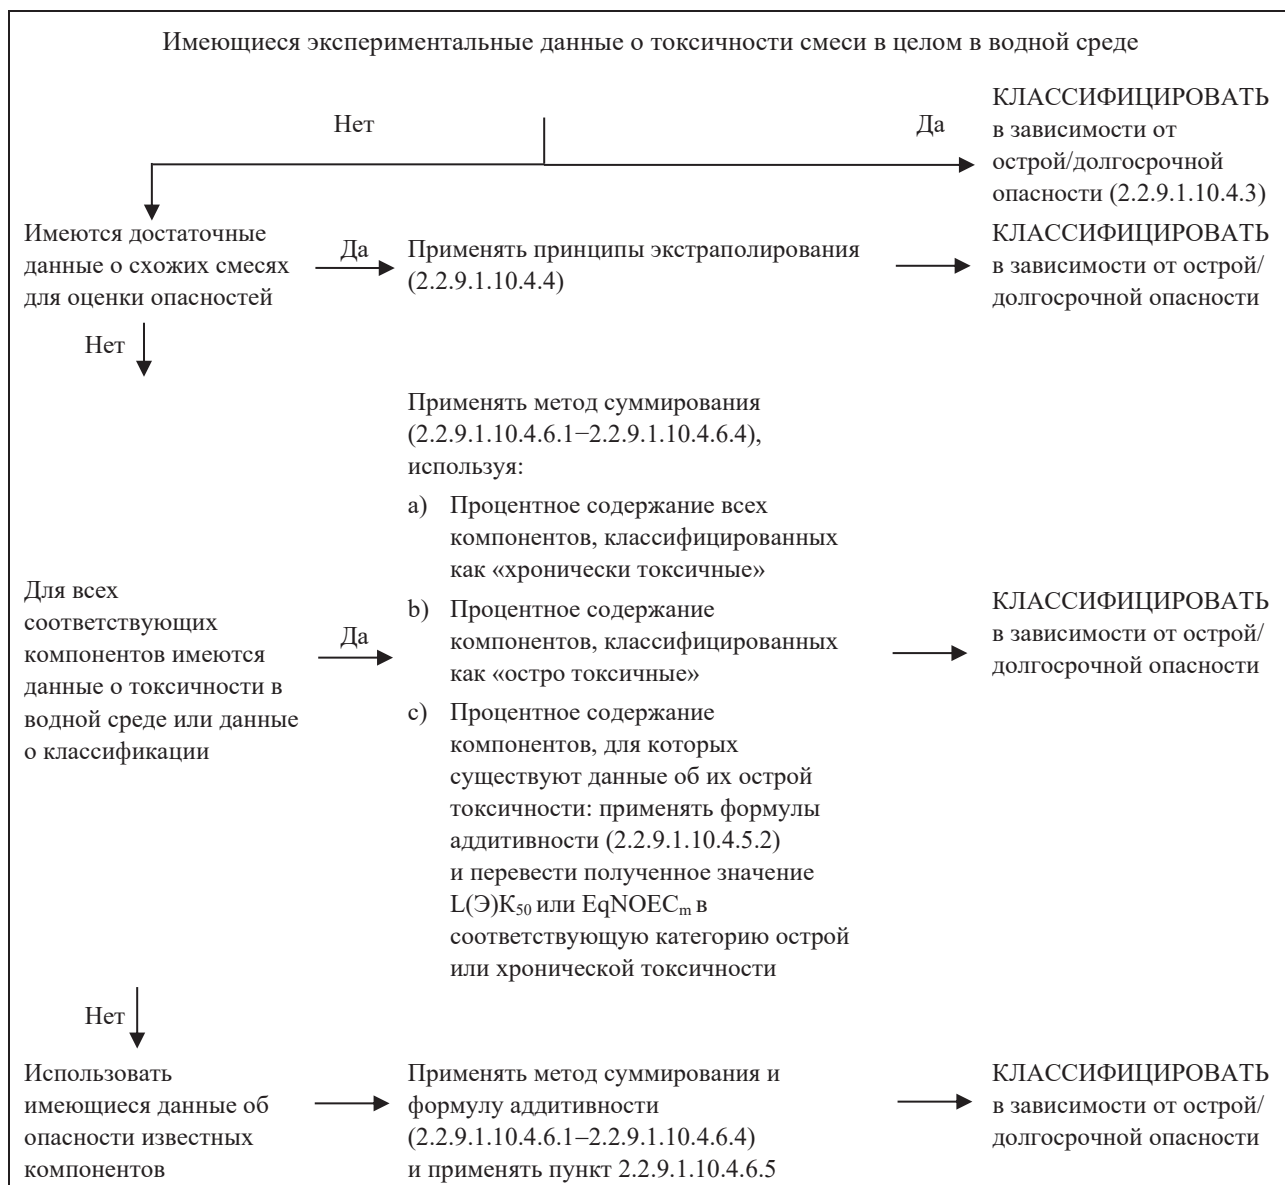 Имеющиеся экспериментальные данные о токсичности смеси в целом в водной среде
Нет
Да
КЛАССИФИЦИРОВАТЬ
в зависимости от
острой/долгосрочной
опасности (2.2.9.1.10.4.3)
Имеются достаточные
данные о схожих смесях
для оценки опасностей
Да
Применять принципы экстраполирования
(2.2.9.1.10.4.4)
КЛАССИФИЦИРОВАТЬ
в зависимости от острой/
долгосрочной опасности
Нет
Для всех
соответствующих
компонентов имеются
данные о токсичности в
водной среде или данные
о классификации
Да
Применять метод суммирования
(2.2.9.1.10.4.6.1−2.2.9.1.10.4.6.4),
используя:
a) Процентное содержание всех
компонентов, классифицированных
как «хронически токсичные»
b) Процентное содержание
компонентов, классифицированных
как «остро токсичные»
c) Процентное содержание
компонентов, для которых
существуют данные об их острой
токсичности: применять формулы
аддитивности (2.2.9.1.10.4.5.2)
и перевести полученное значение
L(Э)К₅₀ или EqNOECₘ в
соответствующую категорию острой
или хронической токсичности
КЛАССИФИЦИРОВАТЬ
в зависимости от острой/
долгосрочной опасности
Нет
Использовать
имеющиеся данные об
опасности известных
компонентов
Применять метод суммирования и
формулу аддитивности
(2.2.9.1.10.4.6.1−2.2.9.1.10.4.6.4)
и применять пункт 2.2.9.1.10.4.6.5
КЛАССИФИЦИРОВАТЬ
в зависимости от острой/
долгосрочной опасности